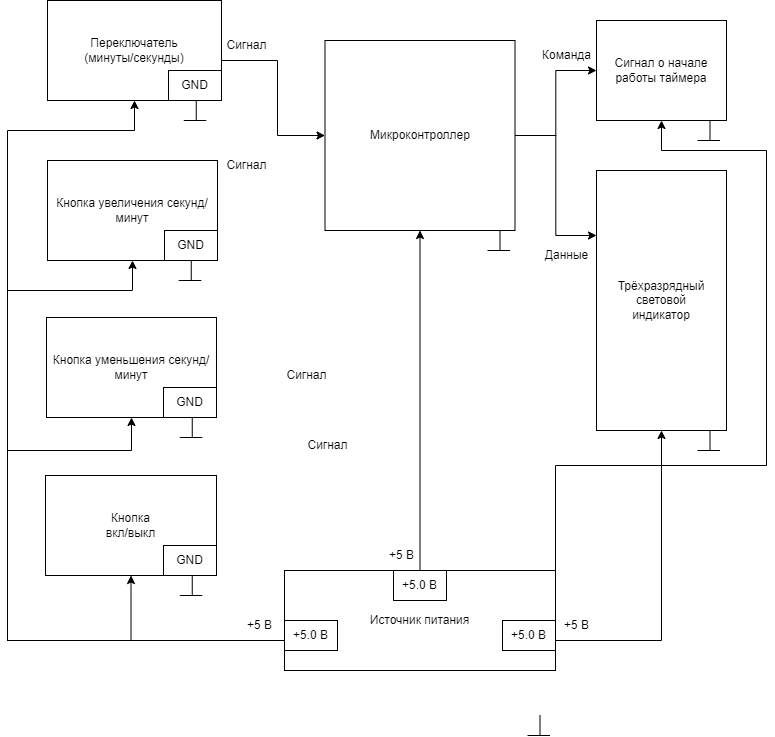 Переключатель
(минуты/секунды)
GND
Сигнал
Микроконтроллер
Команда
Сигнал о начале
работы таймера
Сигнал
Кнопка увеличения секунд/
минут
GND
Данные
Трёхразрядный
световой
индикатор
Кнопка уменьшения секунд/
минут
GND
Сигнал
Сигнал
Кнопка
вкл/выкл
GND
+5 В
+5.0 В
Источник питания
+5 В
+5.0 В
+5.0 В
+5 В